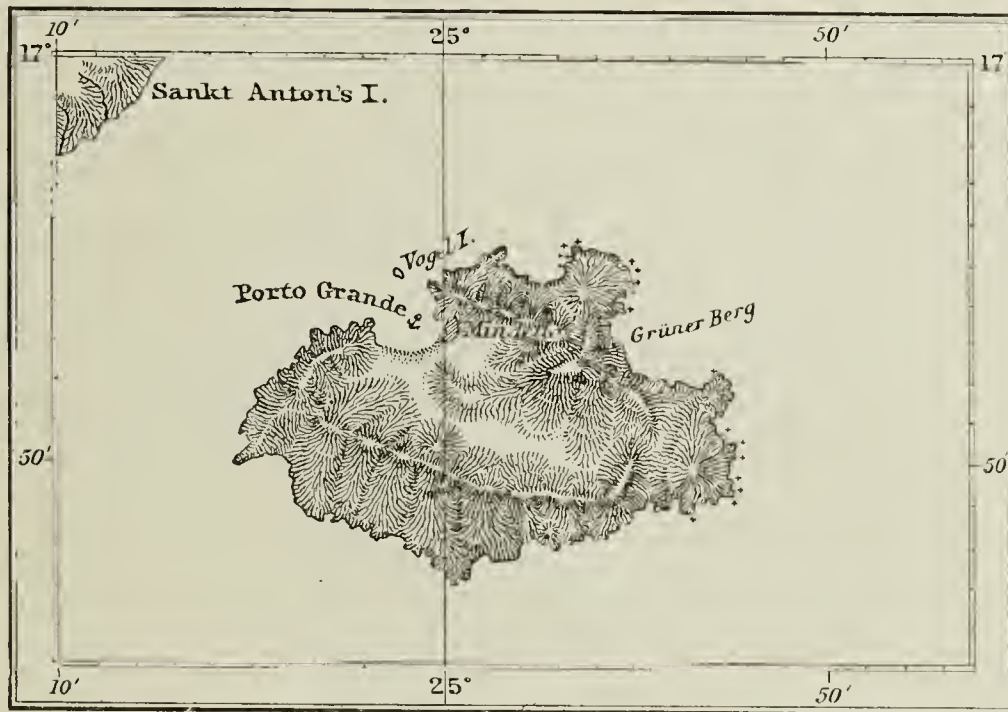 10' 25° 50'
17° 17
Sankt Anton's I.
Vogel I.
Porto Grande
Grüner Berg
50' 50'
10' 25° 50'